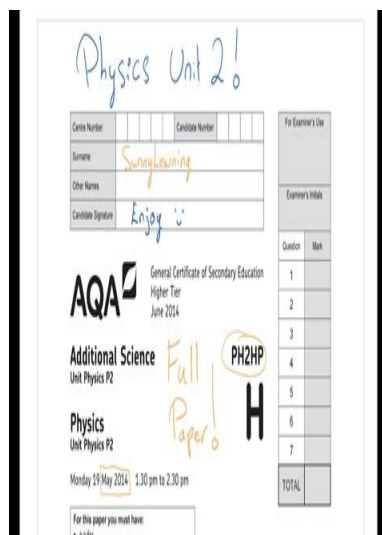 Physics Unit 2!
Centre Number
Candidate Number
For Examiner's Use
Surname
Sunnylearning
Other Names
Examiner's Initials
Candidate Signature
Enjoy
Question Mark
General Certificate of Secondary Education
Higher Tier
June 2014
AQA
1
2
3
Additional Science
Unit Physics P2
Full
Paper!
PH2HP
H
4
5
6
7
Physics
Unit Physics P2
Monday 19 May 2014 1.30 pm to 2.30 pm
TOTAL
For this paper you must have: